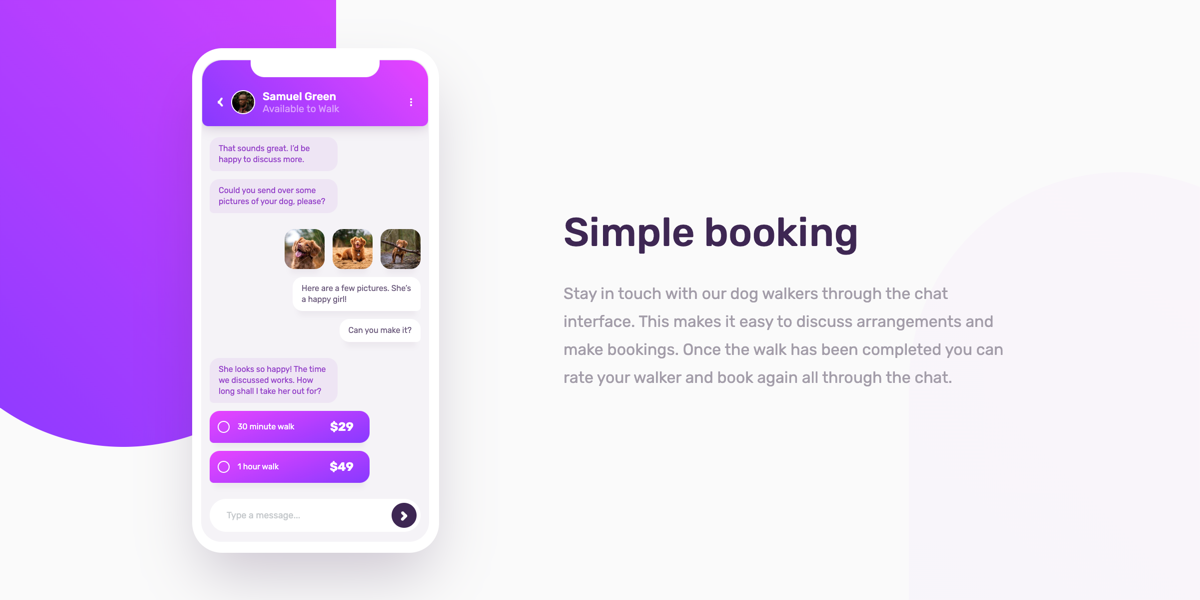 Samuel Green
Available to Walk
That sounds great. I'd be
happy to discuss more.
Could you send over some
pictures of your dog, please?
Here are a few pictures. She's
a happy girl!
Can you make it?
She looks so happy! The time
we discussed works. How
long shall I take her out for?
30 minute walk $29
1 hour walk $49
Type a message...
Simple booking
Stay in touch with our dog walkers through the chat
interface. This makes it easy to discuss arrangements and
make bookings. Once the walk has been completed you can
rate your walker and book again all through the chat.